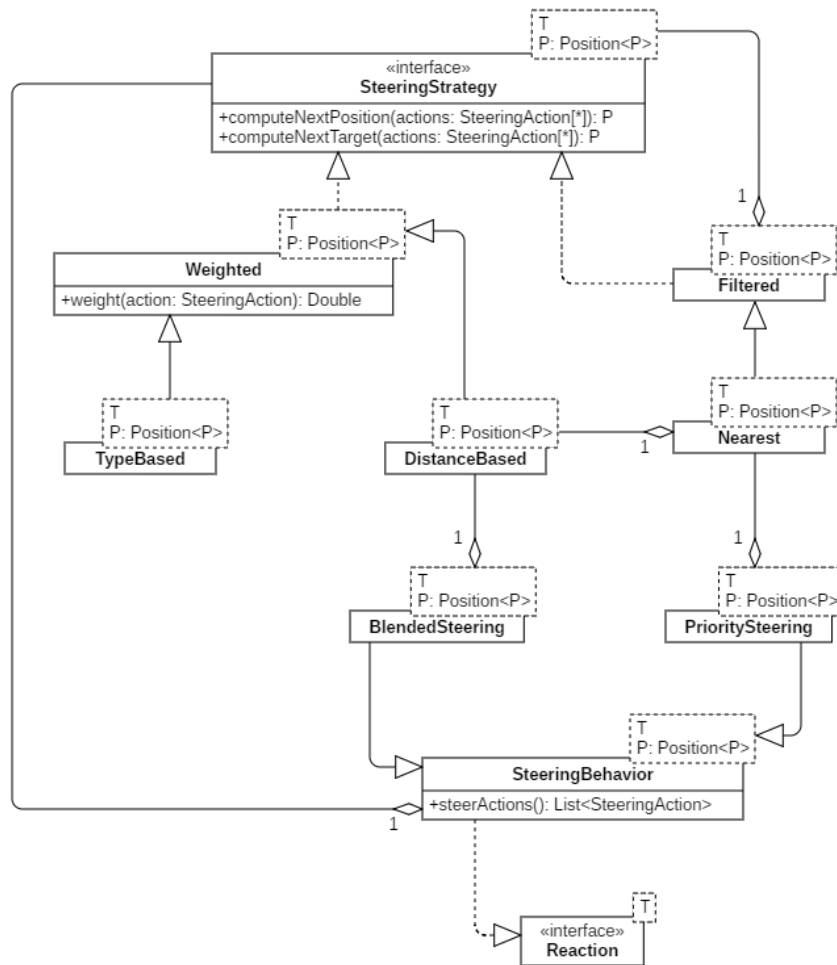 T
P: Position<P>
«interface»
SteeringStrategy
+computeNextPosition(actions: SteeringAction[*]): P
+computeNextTarget(actions: SteeringAction[*]): P
1
T
P: Position<P>
Weighted
+weight(action: SteeringAction): Double
T
P: Position<P>
Filtered
T
P: Position<P>
TypeBased
T
P: Position<P>
DistanceBased
1
T
P: Position<P>
Nearest
1
1
T
P: Position<P>
BlendedSteering
T
P: Position<P>
PrioritySteering
T
P: Position<P>
SteeringBehavior
+steerActions(): List<SteeringAction>
1
T
«interface»
Reaction